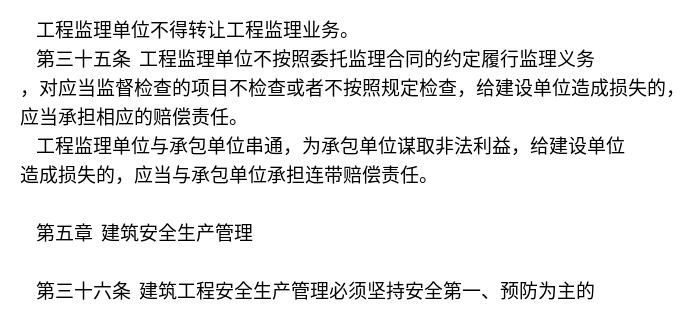 工程监理单位不得转让工程监理业务。
第三十五条 工程监理单位不按照委托监理合同的约定履行监理义务
，对应当监督检查的项目不检查或者不按照规定检查，给建设单位造成损失的，
应当承担相应的赔偿责任。
工程监理单位与承包单位串通，为承包单位谋取非法利益，给建设单位
造成损失的，应当与承包单位承担连带赔偿责任。
第五章 建筑安全生产管理
第三十六条 建筑工程安全生产管理必须坚持安全第一、预防为主的